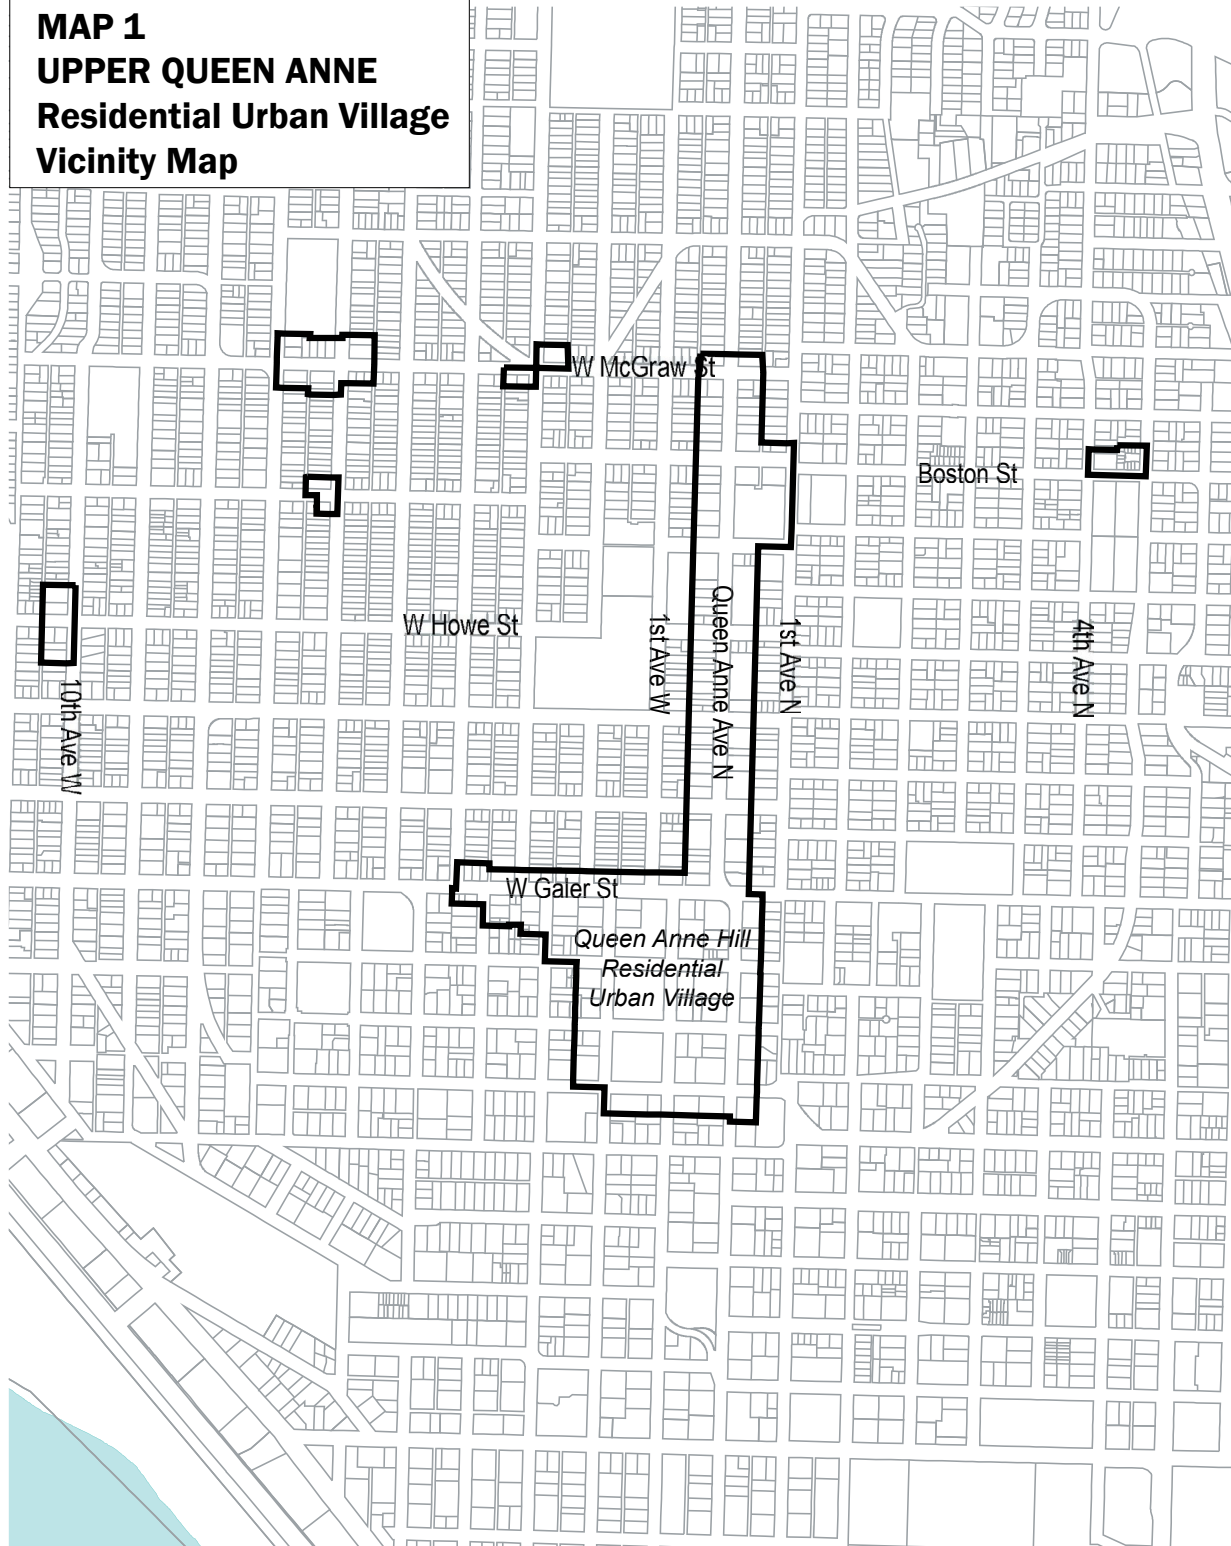 MAP 1
UPPER QUEEN ANNE
Residential Urban Village
Vicinity Map
W McGraw St
Boston St
W Howe St
1st Ave W
Queen Anne Ave N
1st Ave N
4th Ave N
10th Ave W
W Galer St
Queen Anne Hill
Residential
Urban Village